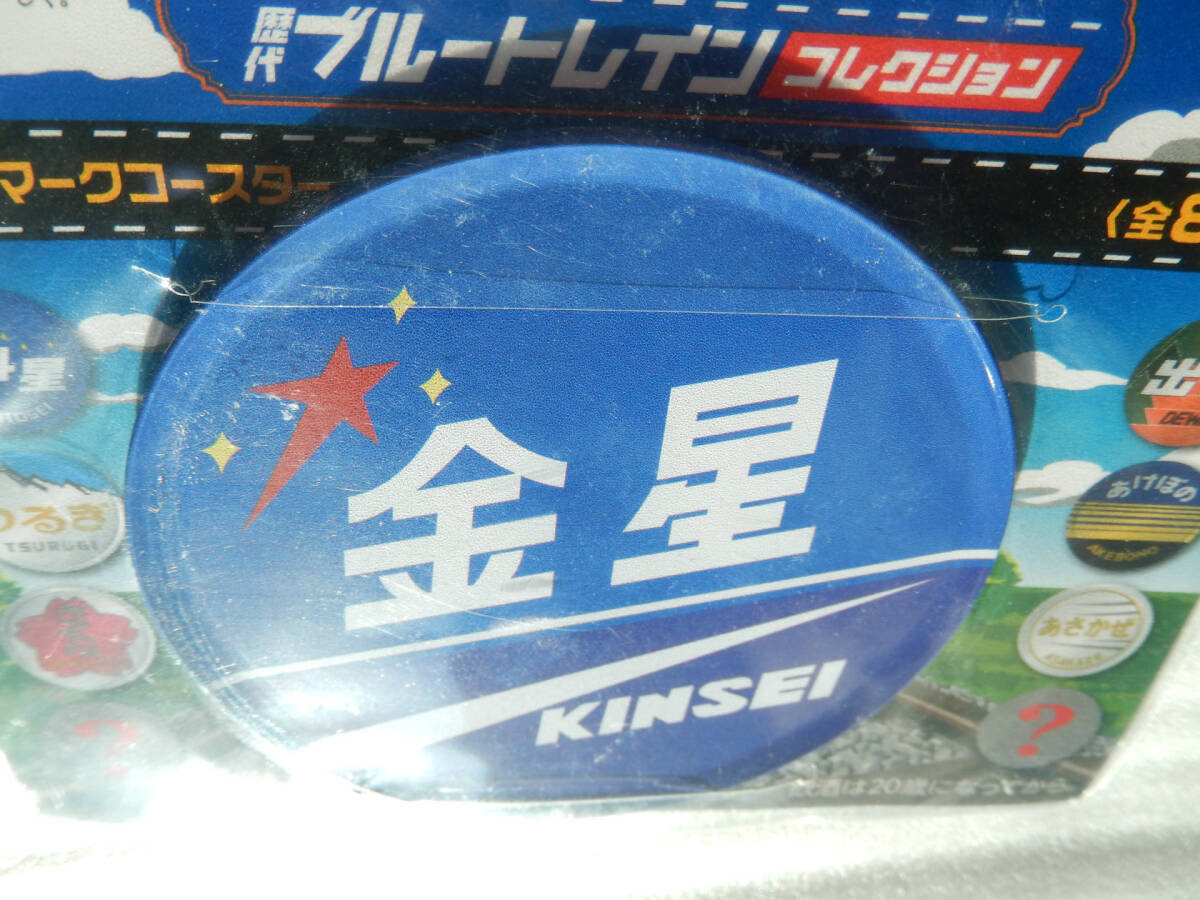 歴代 ブルートレイン コレクション
マークコースター
〈全8
金星
KINSEI
星
つるぎ
TSURUGI
出
DEW
あけぼの
AKEBONO
あさかぜ
?
?
は20歳になってから